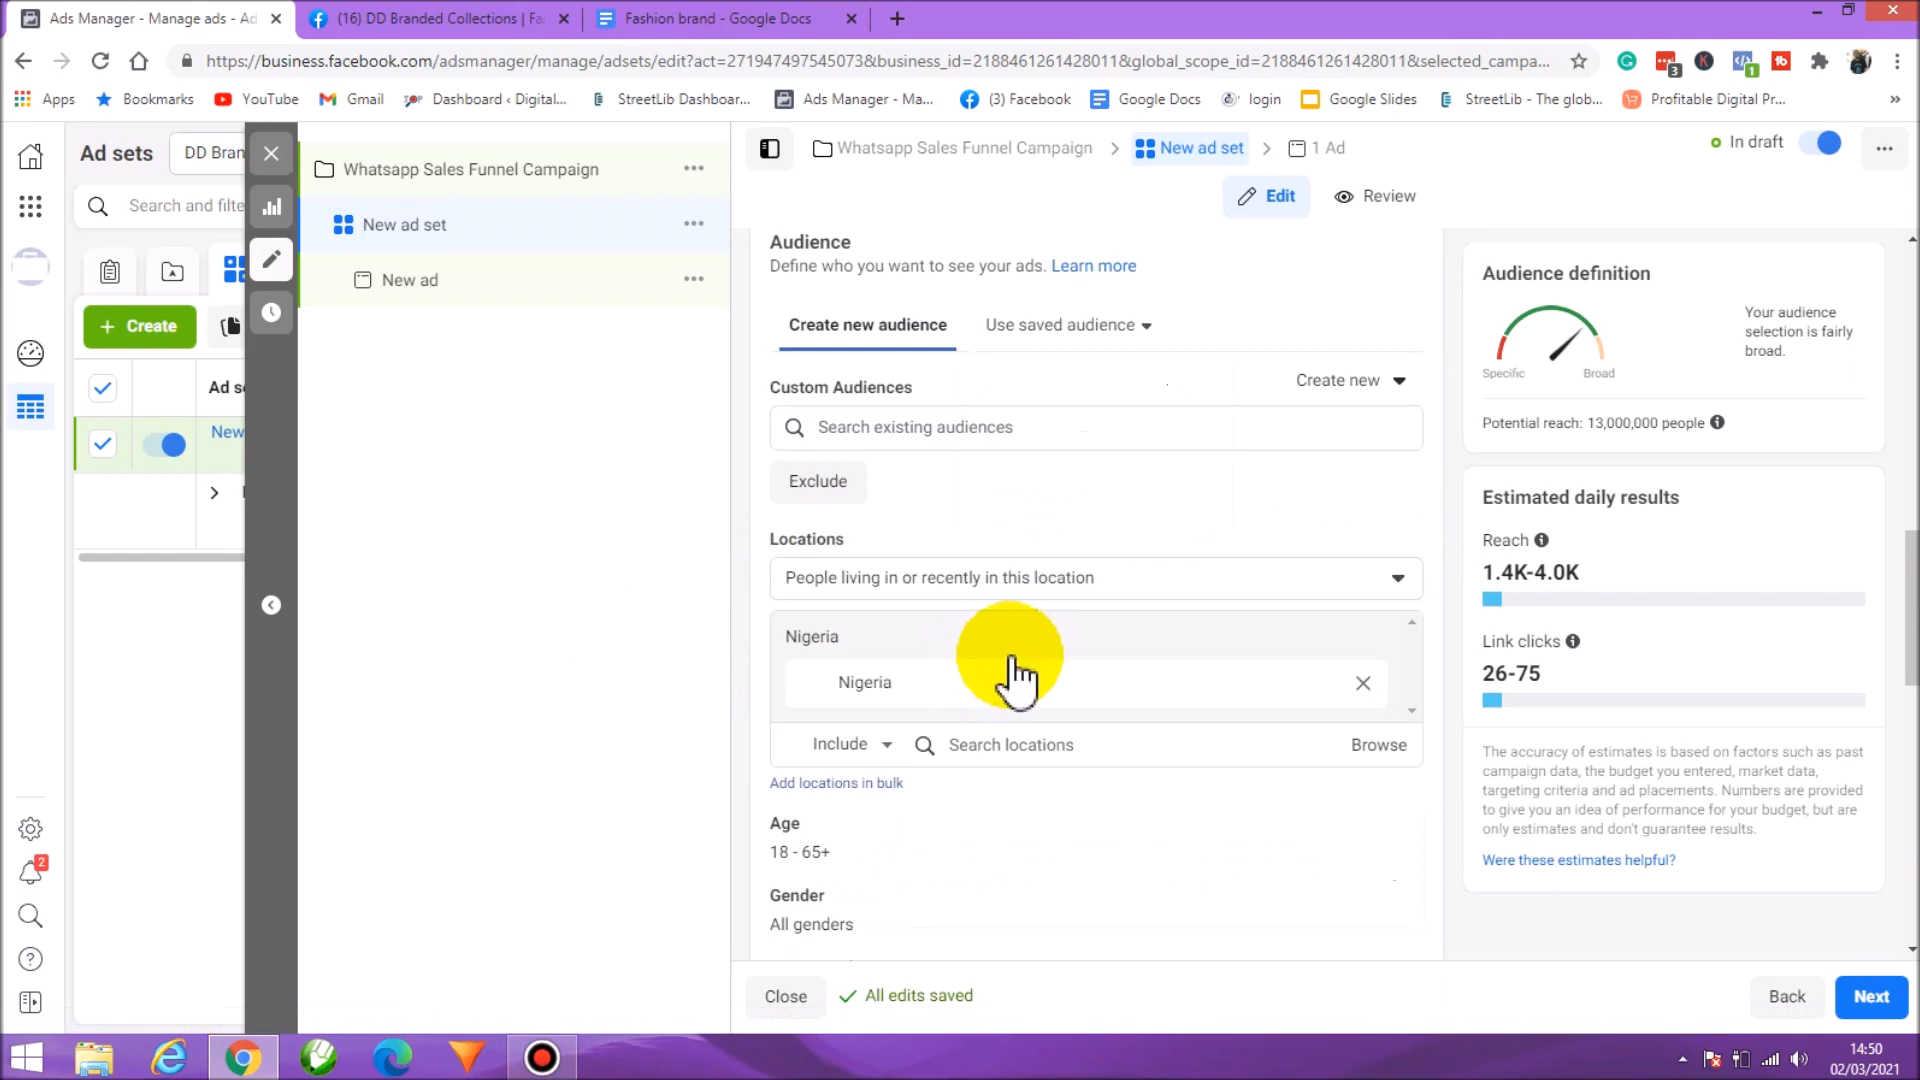 Ads Manager - Manage ads - Ad
(16) DD Branded Collections | Fa
Fashion brand - Google Docs
https://business.facebook.com/adsmanager/manage/adsets/edit?act=271947497545073&business_id=2188461261428011&global_scope_id=2188461261428011&selected_campa...
3
1
Apps
Bookmarks
YouTube
Gmail
Dashboard ‹ Digital...
StreetLib Dashboar...
Ads Manager - Ma...
(3) Facebook
Google Docs
login
Google Slides
StreetLib - The glob...
Profitable Digital Pr...
»
Ad sets
DD Bran
Search and filte
+ Create
Ad se
New
Whatsapp Sales Funnel Campaign
New ad set
New ad
Whatsapp Sales Funnel Campaign > New ad set > 1 Ad
In draft
Edit
Review
Audience
Define who you want to see your ads. Learn more
Create new audience
Use saved audience
Custom Audiences
Create new
Search existing audiences
Exclude
Locations
People living in or recently in this location
Nigeria
Nigeria
Include
Search locations
Browse
Add locations in bulk
Age
18 - 65+
Gender
All genders
Close
All edits saved
Back
Next
Audience definition
Your audience
selection is fairly
broad.
Specific
Broad
Potential reach: 13,000,000 people
Estimated daily results
Reach
1.4K-4.0K
Link clicks
26-75
The accuracy of estimates is based on factors such as past
campaign data, the budget you entered, market data,
targeting criteria and ad placements. Numbers are provided
to give you an idea of performance for your budget, but are
only estimates and don't guarantee results.
Were these estimates helpful?
2
14:50
02/03/2021